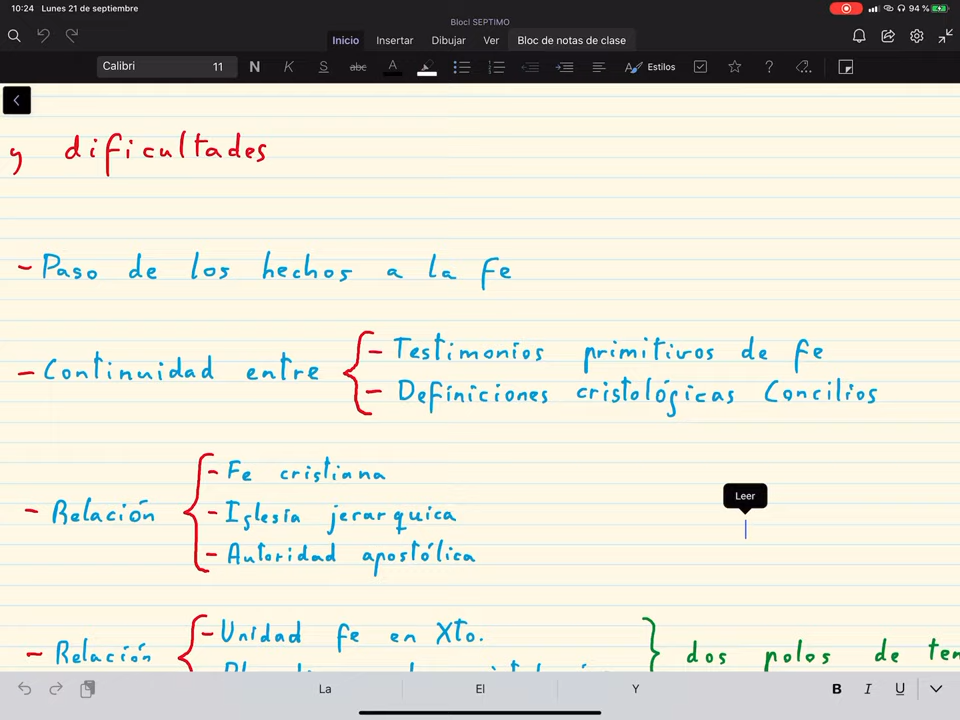 10:24 Lunes 21 de septiembre 94 %
Blocl SEPTIMO
Inicio Insertar Dibujar Ver Bloc de notas de clase
Calibri 11 N K S abc A Estilos
y dificultades
- Paso de los hechos a la fe
- Continuidad entre
- Testimonios primitivos de fe
- Definiciones cristológicas Concilios
- Relación
- Fe cristiana
- Iglesia jerarquica
- Autoridad apostólica
Leer
- Relación
- Unidad fe en Xto.
dos polos de ten
La El Y B I U